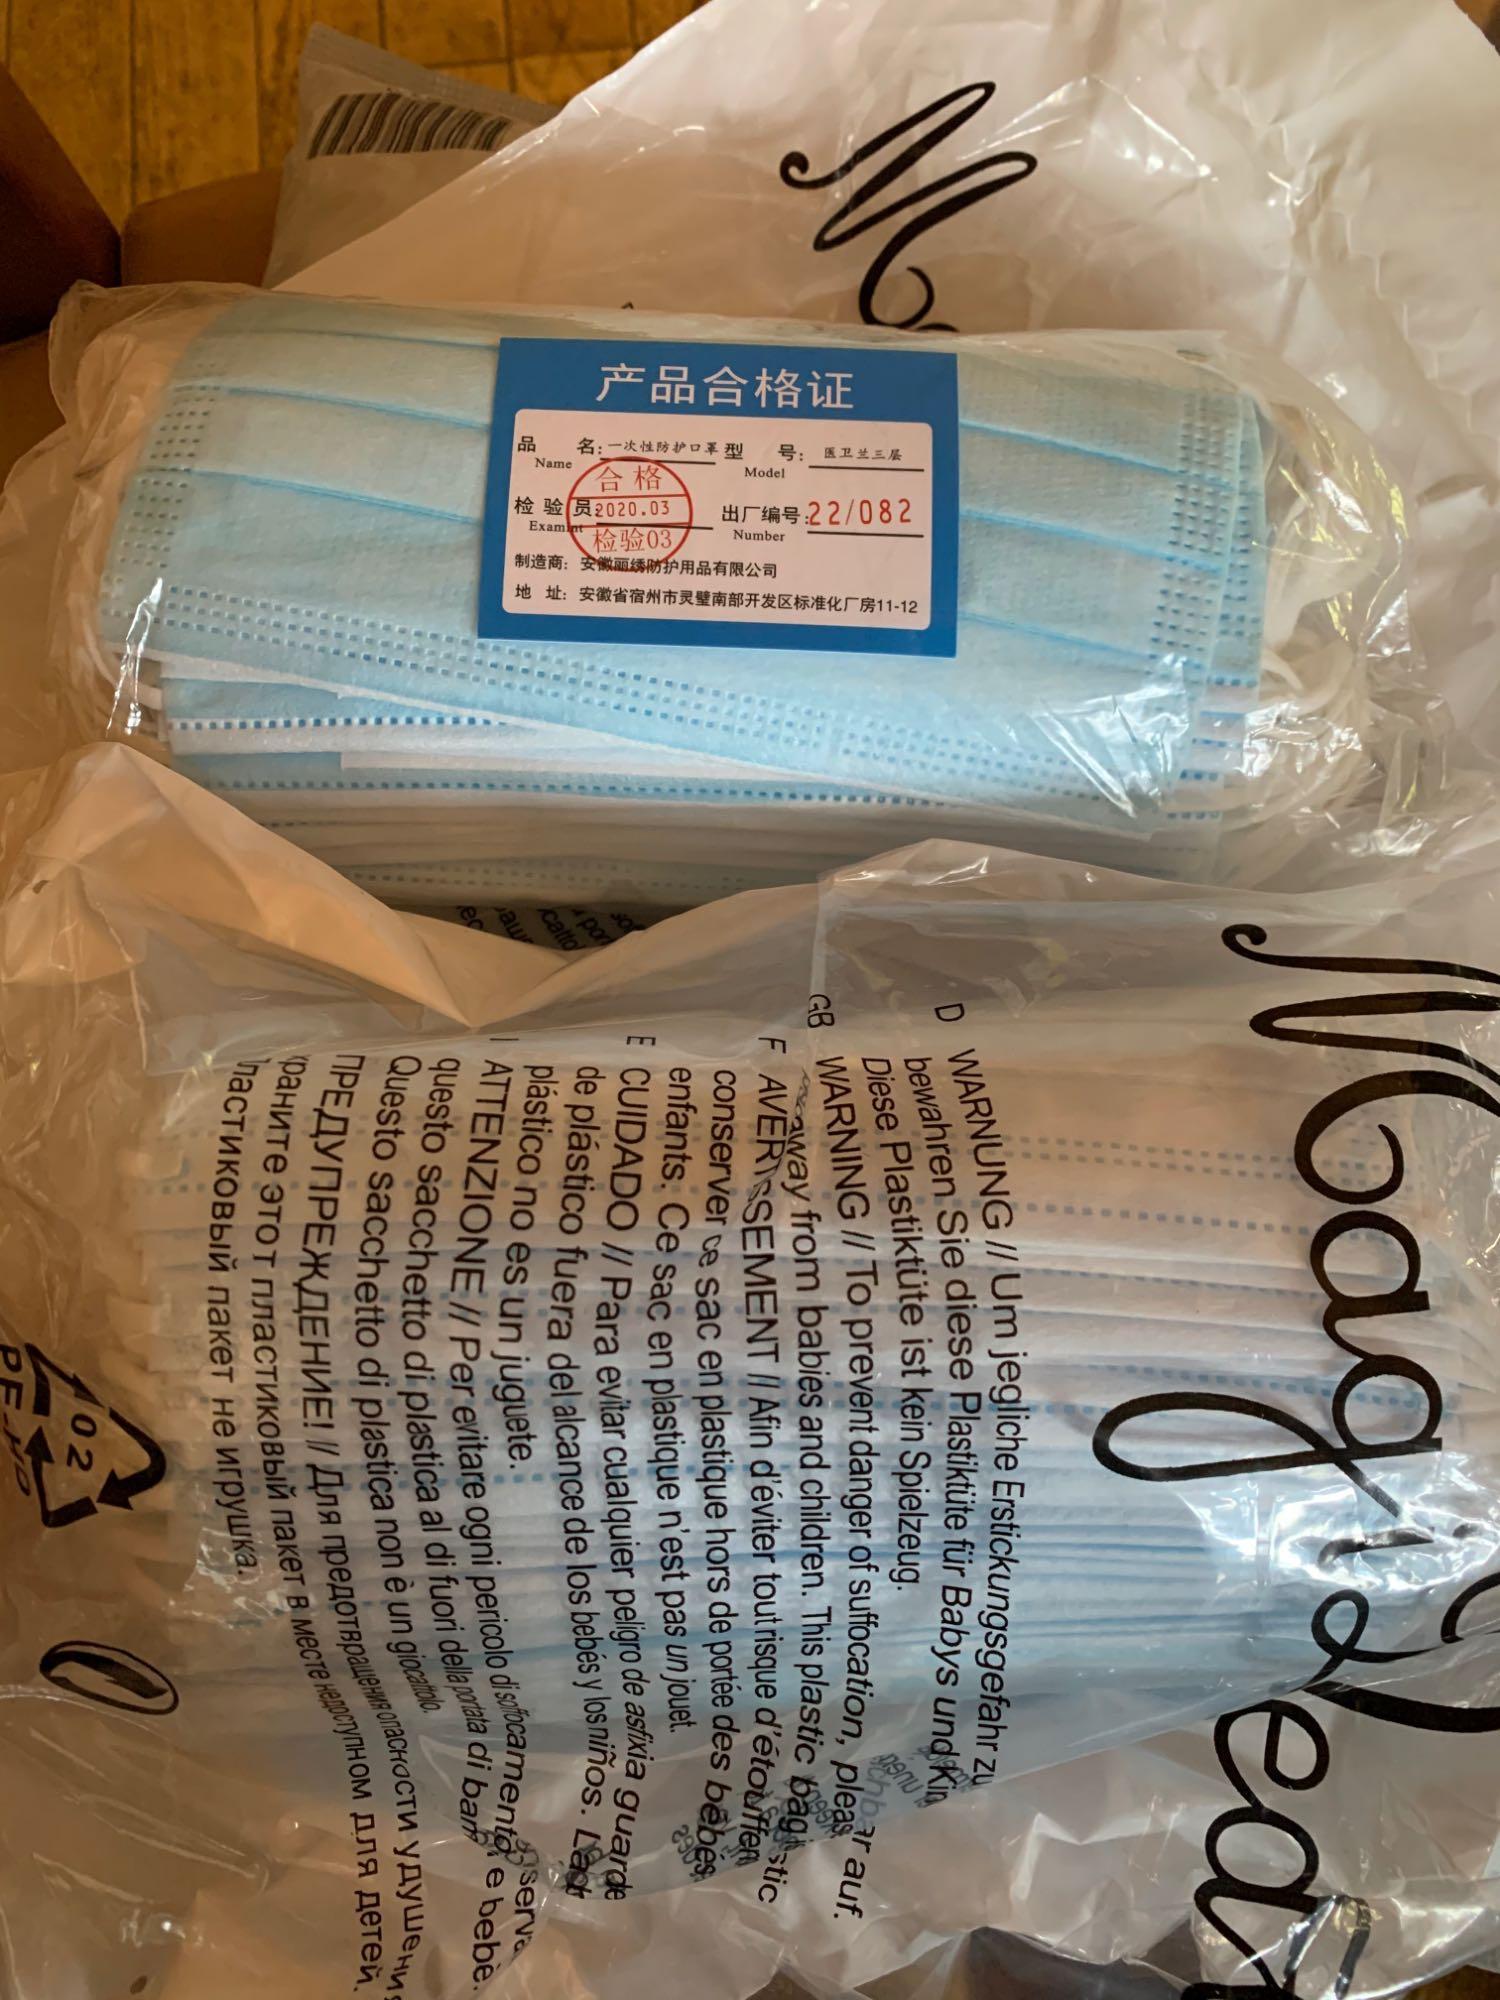 产品合格证
品 名: 一次性防护口罩 型 号: 医卫兰三层
Name Model
合格
检验员: 2020.03 出厂编号: 22/082
Examint Number
检验03
制造商: 安徽丽绣防护用品有限公司
地 址: 安徽省宿州市灵璧南部开发区标准化厂房11-12
D WARNUNG // Um jegliche Erstickungsgefahr zu
bewahren Sie diese Plastiktüte für Babys und
Diese Plastiktüte ist kein Spielzeug. auf.
GB WARNING // To prevent danger of suffocation,
away from babies and children. This plastic bag
F AVERTISSEMENT // Afin d'éviter tout risque d'étouffem
conserver ce sac en plastique hors de portée des bébés
enfants. Ce sac en plastique n'est pas un jouet.
E CUIDADO // Para evitar cualquier peligro de asfixia guarde
de plástico fuera del alcance de los bebés y los niños.
plástico no es un juguete.
I ATTENZIONE // Per evitare ogni pericolo di soffocamento,
questo sacchetto di plastica al di fuori della portata di bam e bebè.
Questo sacchetto di plastica non è un giocattolo.
ПРЕДУПРЕЖДЕНИЕ! // Для предотвращения опасности удушения
храните этот пластиковый пакет в месте недоступном для детей.
Пластиковый пакет не игрушка.
02
PE-HD